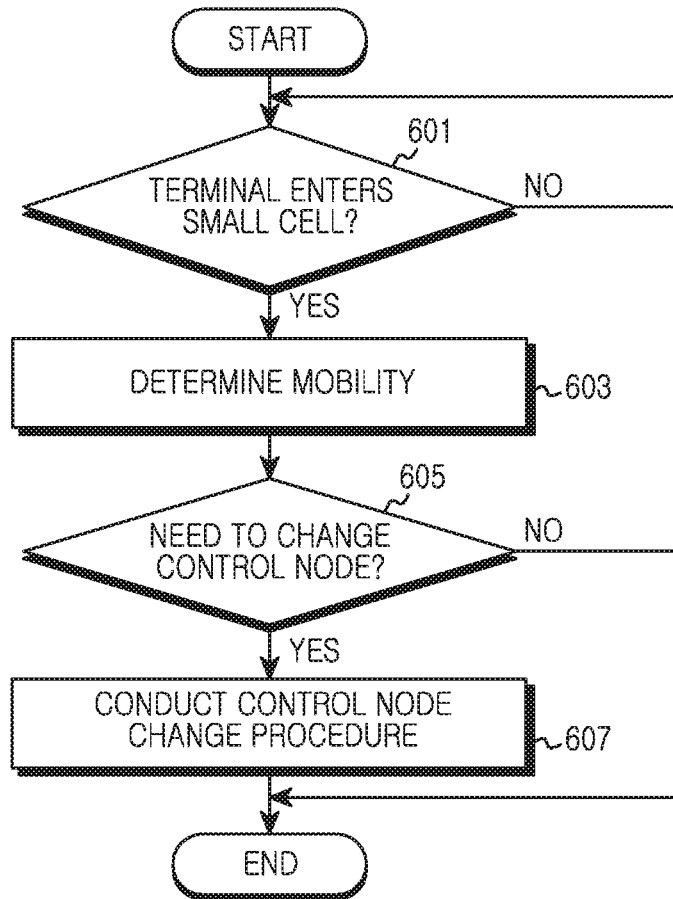 START
601
TERMINAL ENTERS
SMALL CELL?
NO
YES
DETERMINE MOBILITY
603
605
NEED TO CHANGE
CONTROL NODE?
NO
YES
CONDUCT CONTROL NODE
CHANGE PROCEDURE
607
END